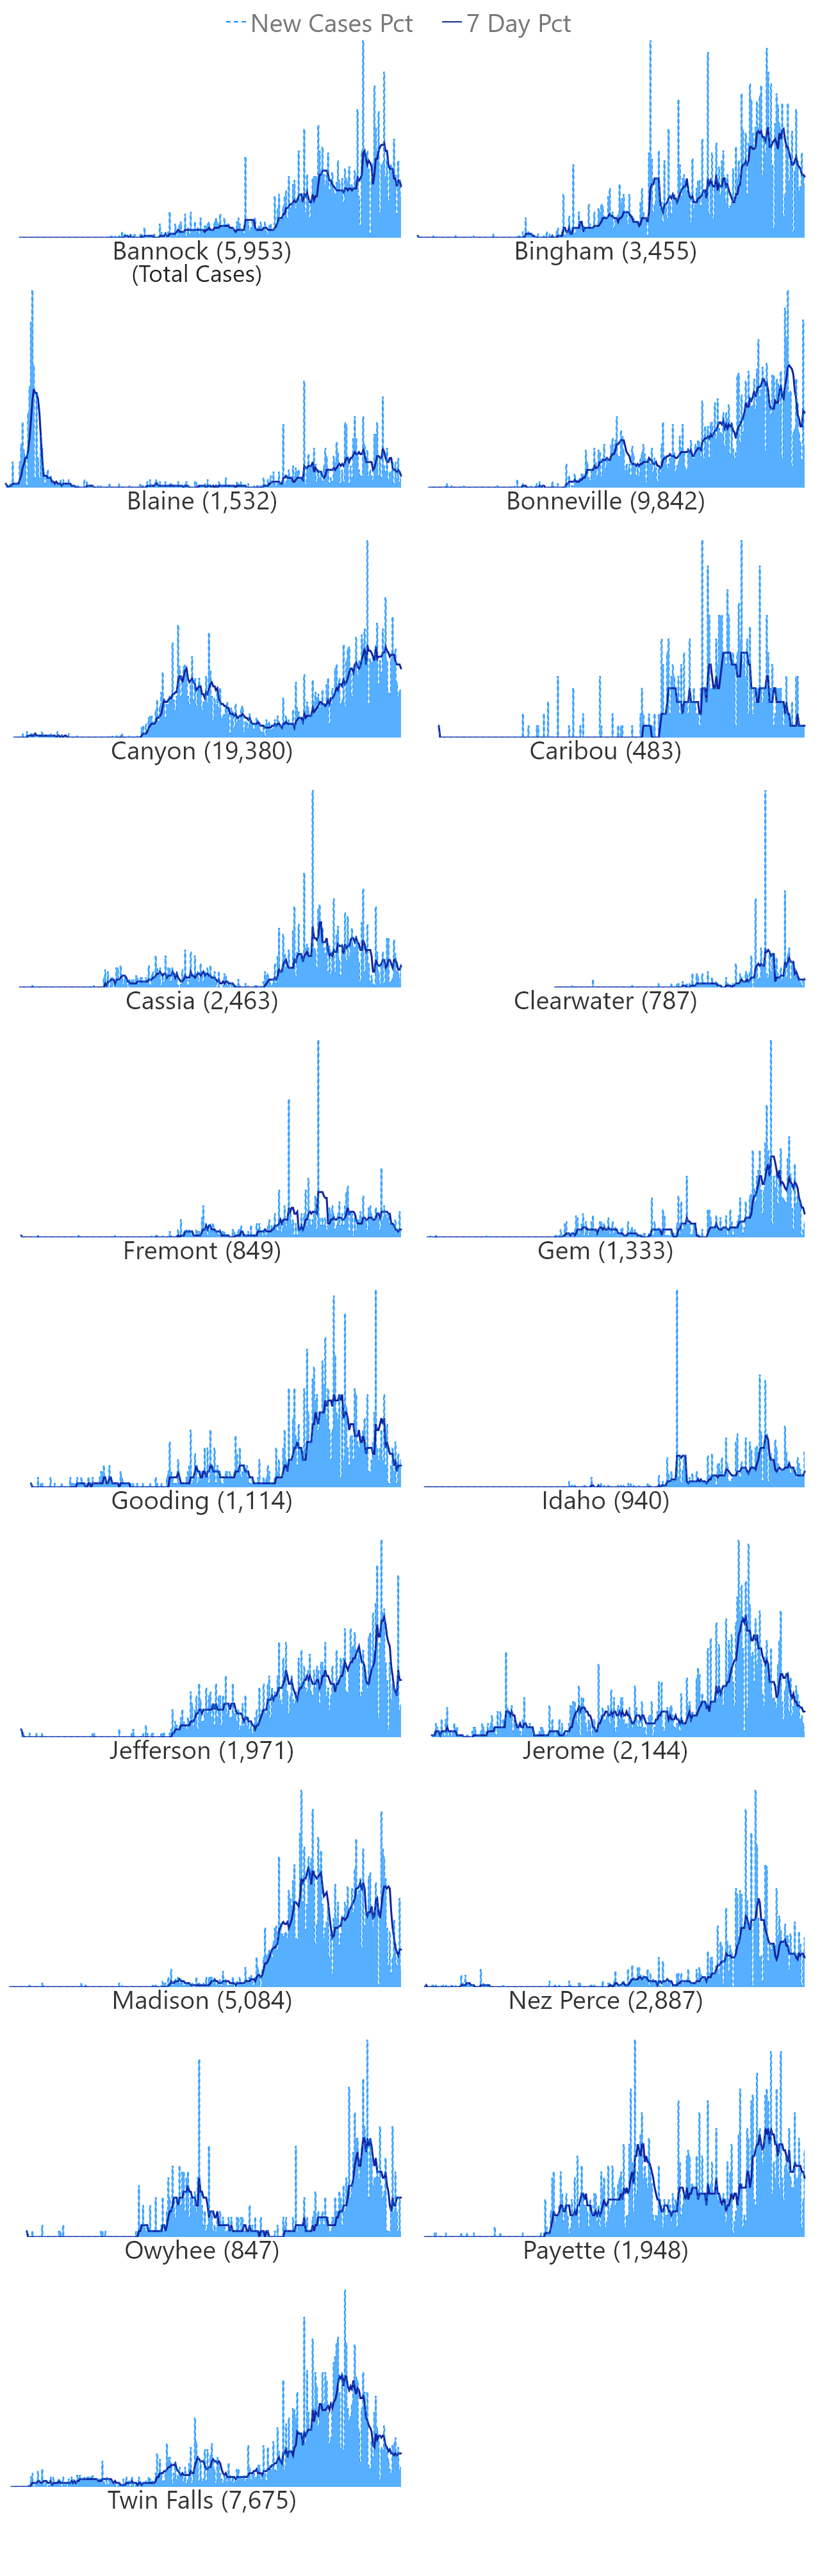 New Cases Pct 7 Day Pct
Bannock (5,953) Bingham (3,455)
(Total Cases)
Blaine (1,532) Bonneville (9,842)
Canyon (19,380) Caribou (483)
Cassia (2,463) Clearwater (787)
Fremont (849) Gem (1,333)
Gooding (1,114) Idaho (940)
Jefferson (1,971) Jerome (2,144)
Madison (5,084) Nez Perce (2,887)
Owyhee (847) Payette (1,948)
Twin Falls (7,675)